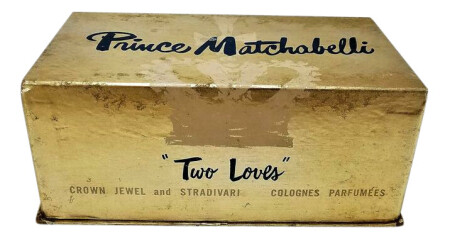 Prince Matchabelli
"Two Loves"
CROWN JEWEL and STRADIVARI COLOGNES PARFUMÉES